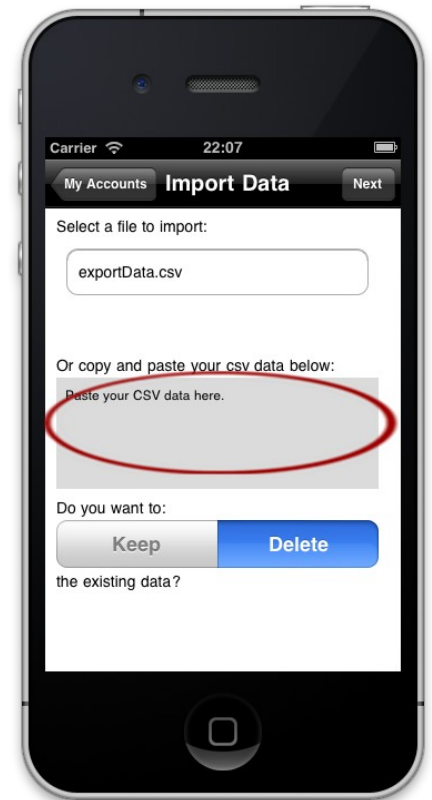 Carrier 22:07
My Accounts Import Data Next
Select a file to import:
exportData.csv
Or copy and paste your csv data below:
Paste your CSV data here.
Do you want to:
Keep Delete
the existing data?